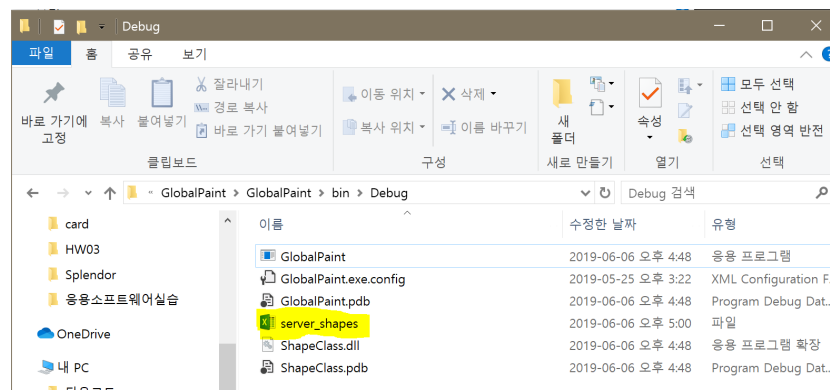 Debug
파일 홈 공유 보기
바로 가기에 고정 복사 붙여넣기
잘라내기
경로 복사
바로 가기 붙여넣기
클립보드
이동 위치 삭제
복사 위치 이름 바꾸기
구성
새 폴더
새로 만들기
속성
열기
모두 선택
선택 안 함
선택 영역 반전
선택
« GlobalPaint > GlobalPaint > bin > Debug
Debug 검색
card
HW03
Splendor
응용소프트웨어실습
OneDrive
내 PC
이름 수정한 날짜 유형
GlobalPaint 2019-06-06 오후 4:48 응용 프로그램
GlobalPaint.exe.config 2019-05-25 오후 3:22 XML Configuration F
GlobalPaint.pdb 2019-06-06 오후 4:48 Program Debug Dat...
server_shapes 2019-06-06 오후 5:00 파일
ShapeClass.dll 2019-06-06 오후 4:48 응용 프로그램 확장
ShapeClass.pdb 2019-06-06 오후 4:48 Program Debug Dat...